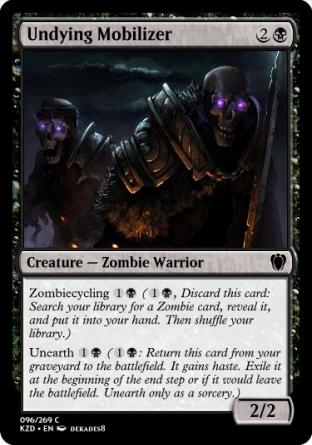 Undying Mobilizer 2
Creature — Zombie Warrior
Zombiecycling 1 ( 1 , Discard this card:
Search your library for a Zombie card, reveal it,
and put it into your hand. Then shuffle your
library.)
Unearth 1 ( 1 : Return this card from your
graveyard to the battlefield. It gains haste. Exile it
at the beginning of the end step or if it would leave
the battlefield. Unearth only as a sorcery.)
2/2
096/269 C
KZD • EN DEKADES8